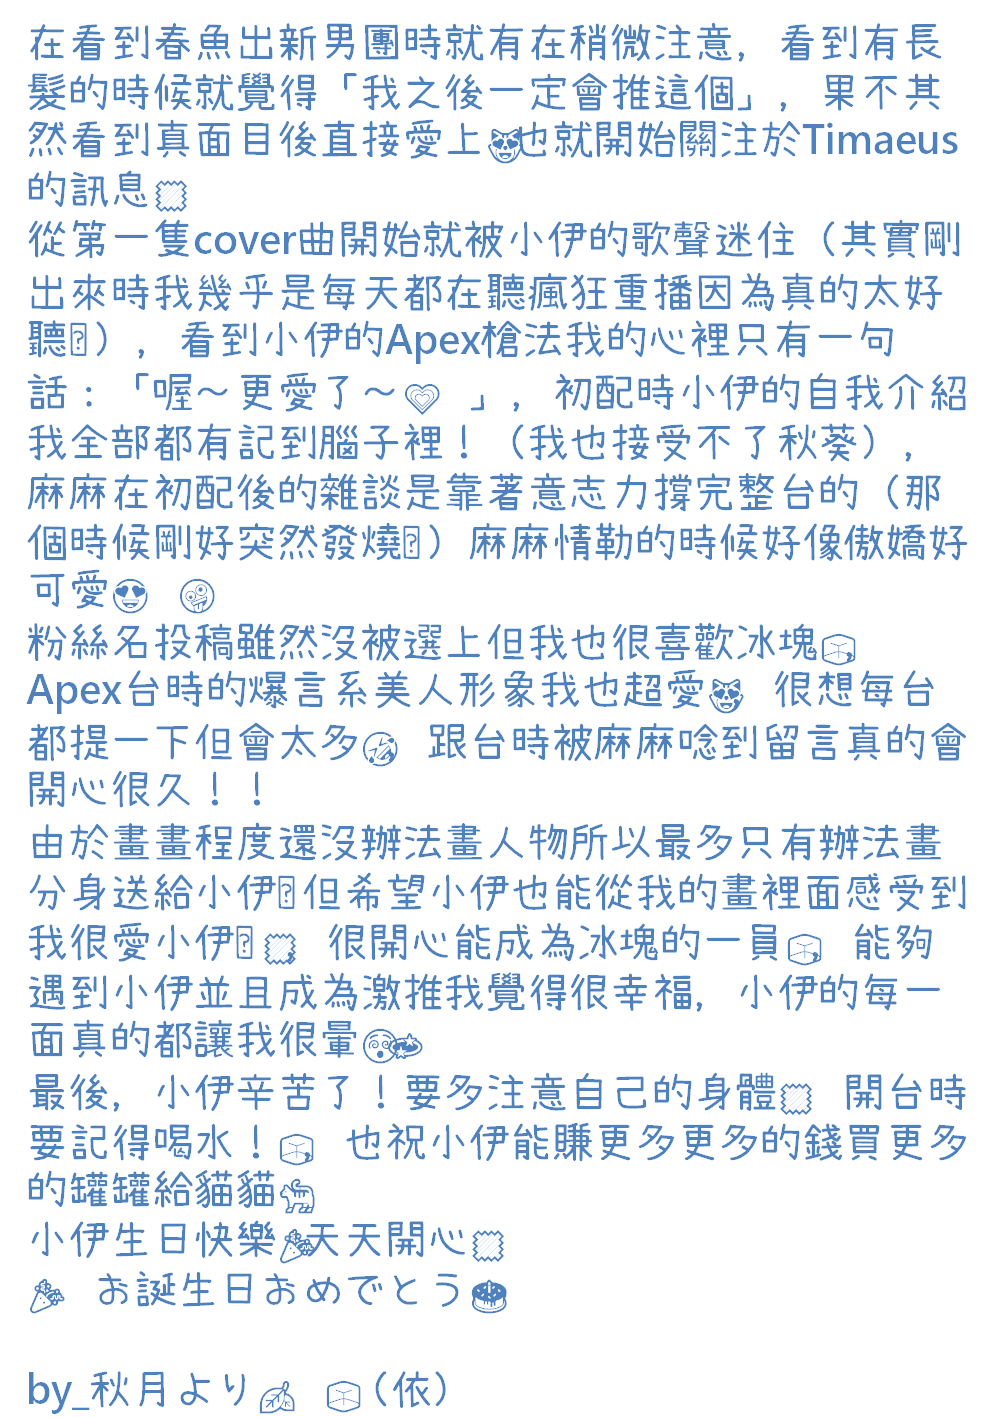 在看到春魚出新男團時就有在稍微注意，看到有長
髮的時候就覺得「我之後一定會推這個」，果不其
然看到真面目後直接愛上😻也就開始關注於Timaeus
的訊息
從第一隻cover曲開始就被小伊的歌聲迷住（其實剛
出來時我幾乎是每天都在聽瘋狂重播因為真的太好
聽），看到小伊的Apex槍法我的心裡只有一句
話：「喔～更愛了～💗 」，初配時小伊的自我介紹
我全部都有記到腦子裡！（我也接受不了秋葵），
麻麻在初配後的雜談是靠著意志力撐完整台的（那
個時候剛好突然發燒）麻麻情勒的時候好像傲嬌好
可愛😍 🤪
粉絲名投稿雖然沒被選上但我也很喜歡冰塊🧊
Apex台時的爆言系美人形象我也超愛😻 很想每台
都提一下但會太多🤣 跟台時被麻麻唸到留言真的會
開心很久！！
由於畫畫程度還沒辦法畫人物所以最多只有辦法畫
分身送給小伊但希望小伊也能從我的畫裡面感受到
我很愛小伊 很開心能成為冰塊的一員🧊 能夠
遇到小伊並且成為激推我覺得很幸福，小伊的每一
面真的都讓我很暈😵‍💫
最後，小伊辛苦了！要多注意自己的身體 開台時
要記得喝水！🧊 也祝小伊能賺更多更多的錢買更多
的罐罐給貓貓🐈
小伊生日快樂🎉天天開心
🎉 お誕生日おめでとう🎂
by_秋月より🍂 🧊（依）